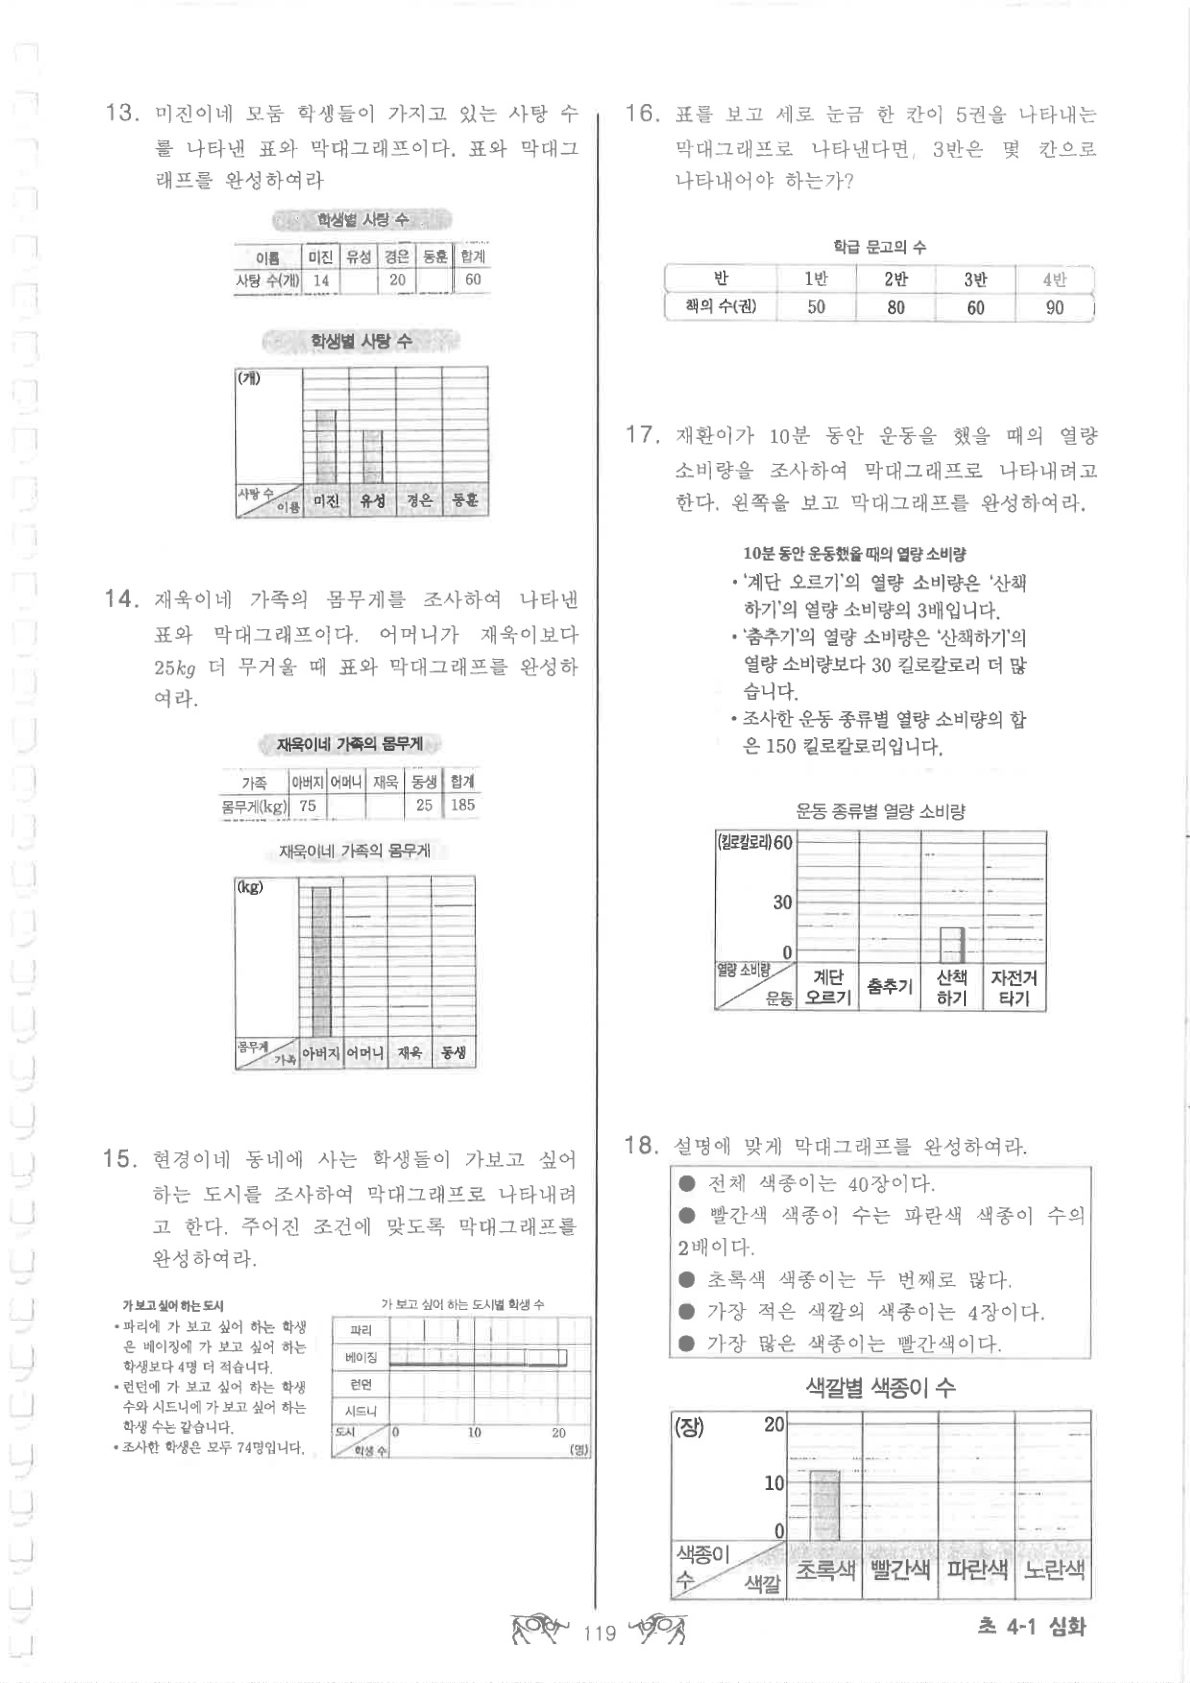 13. 미진이네 모둠 학생들이 가지고 있는 사탕 수
를 나타낸 표와 막대그래프이다. 표와 막대그
래프를 완성하여라
학생별 사탕 수
이름 미진 유성 경은 동훈 합계
사탕 수(개) 14 20 60
학생별 사탕 수
(개)
사탕 수
이름 미진 유성 경은 동훈
14. 재욱이네 가족의 몸무게를 조사하여 나타낸
표와 막대그래프이다. 어머니가 재욱이보다
25kg 더 무거울 때 표와 막대그래프를 완성하
여라.
재욱이네 가족의 몸무게
가족 아버지 어머니 재욱 동생 합계
몸무게(kg) 75 25 185
재욱이네 가족의 몸무게
(kg)
몸무게
가족 아버지 어머니 재욱 동생
15. 현경이네 동네에 사는 학생들이 가보고 싶어
하는 도시를 조사하여 막대그래프로 나타내려
고 한다. 주어진 조건에 맞도록 막대그래프를
완성하여라.
가 보고 싶어 하는 도시
• 파리에 가 보고 싶어 하는 학생
은 베이징에 가 보고 싶어 하는
학생보다 4명 더 적습니다.
• 런던에 가 보고 싶어 하는 학생
수와 시드니에 가 보고 싶어 하는
학생 수는 같습니다.
• 조사한 학생은 모두 74명입니다.
가 보고 싶어 하는 도시별 학생 수
파리
베이징
런던
시드니
도시 0 10 20
학생 수 (명)
16. 표를 보고 세로 눈금 한 칸이 5권을 나타내는
막대그래프로 나타낸다면, 3반은 몇 칸으로
나타내어야 하는가?
학급 문고의 수
반 1반 2반 3반 4반
책의 수(권) 50 80 60 90
17. 재환이가 10분 동안 운동을 했을 때의 열량
소비량을 조사하여 막대그래프로 나타내려고
한다. 왼쪽을 보고 막대그래프를 완성하여라.
10분 동안 운동했을 때의 열량 소비량
• '계단 오르기'의 열량 소비량은 '산책
하기'의 열량 소비량의 3배입니다.
• '춤추기'의 열량 소비량은 '산책하기'의
열량 소비량보다 30 킬로칼로리 더 많
습니다.
• 조사한 운동 종류별 열량 소비량의 합
은 150 킬로칼로리입니다.
운동 종류별 열량 소비량
(킬로칼로리) 60
30
0
열량 소비량
운동 계단 오르기 춤추기 산책 하기 자전거 타기
18. 설명에 맞게 막대그래프를 완성하여라.
● 전체 색종이는 40장이다.
● 빨간색 색종이 수는 파란색 색종이 수의
2배이다.
● 초록색 색종이는 두 번째로 많다.
● 가장 적은 색깔의 색종이는 4장이다.
● 가장 많은 색종이는 빨간색이다.
색깔별 색종이 수
(장) 20
10
0
색종이
수 색깔 초록색 빨간색 파란색 노란색
119
초 4-1 심화